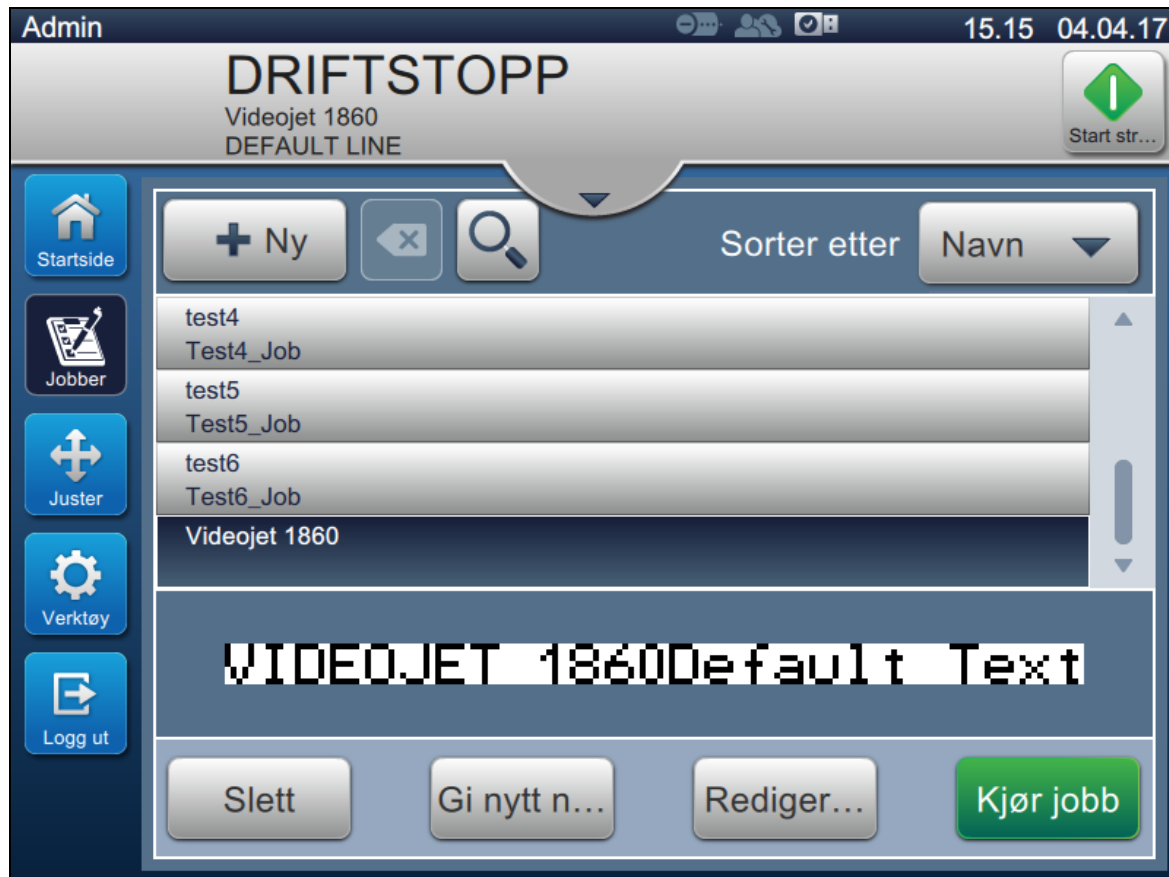 Admin
15.15 04.04.17
DRIFTSTOPP
Videojet 1860
DEFAULT LINE
Start str...
Startside
Jobber
Juster
Verktøy
Logg ut
Ny
Sorter etter
Navn
test4
Test4_Job
test5
Test5_Job
test6
Test6_Job
Videojet 1860
VIDEOJET 1860Default Text
Slett
Gi nytt n...
Rediger...
Kjør jobb